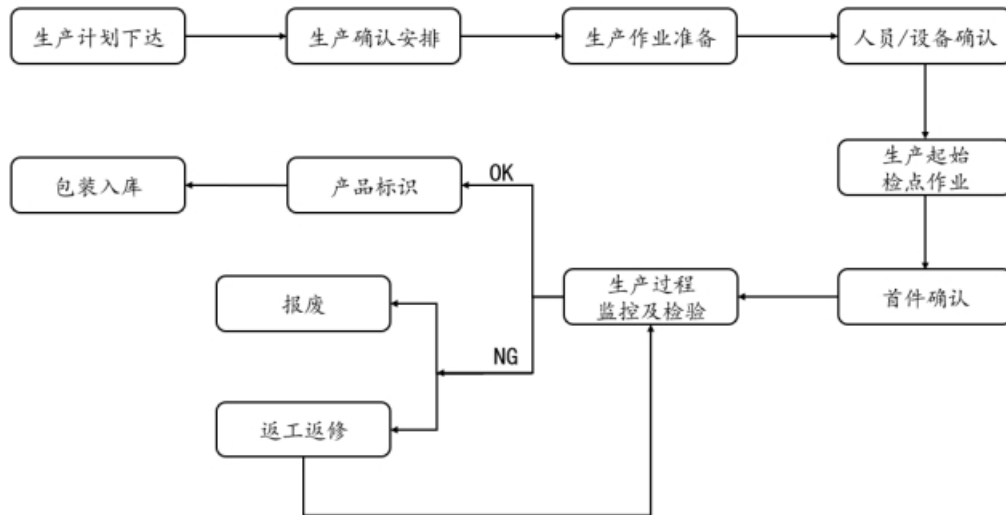 生产计划下达
生产确认安排
生产作业准备
人员/设备确认
生产起始
检点作业
包装入库
产品标识
OK
生产过程
监控及检验
首件确认
报废
NG
返工返修